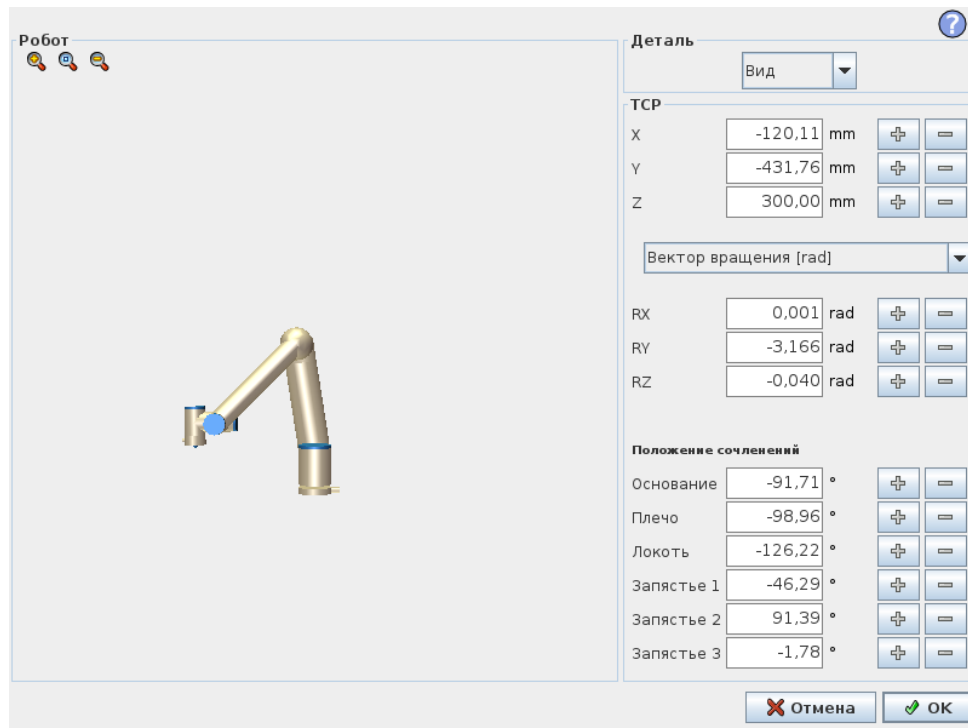 Робот
Деталь
Вид
TCP
X -120,11 mm
Y -431,76 mm
Z 300,00 mm
Вектор вращения [rad]
RX 0,001 rad
RY -3,166 rad
RZ -0,040 rad
Положение сочленений
Основание -91,71 °
Плечо -98,96 °
Локоть -126,22 °
Запястье 1 -46,29 °
Запястье 2 91,39 °
Запястье 3 -1,78 °
Отмена OK